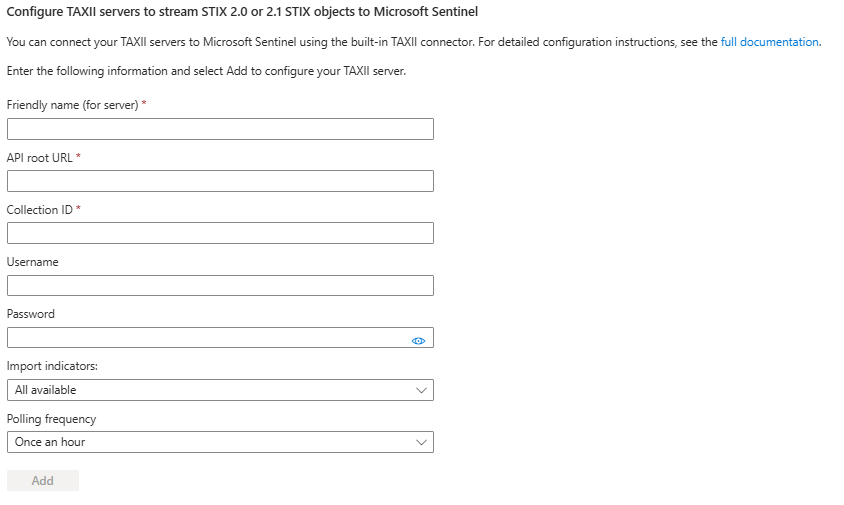 Configure TAXII servers to stream STIX 2.0 or 2.1 STIX objects to Microsoft Sentinel
You can connect your TAXII servers to Microsoft Sentinel using the built-in TAXII connector. For detailed configuration instructions, see the full documentation.
Enter the following information and select Add to configure your TAXII server.
Friendly name (for server) *
API root URL *
Collection ID *
Username
Password
Import indicators:
All available
Polling frequency
Once an hour
Add